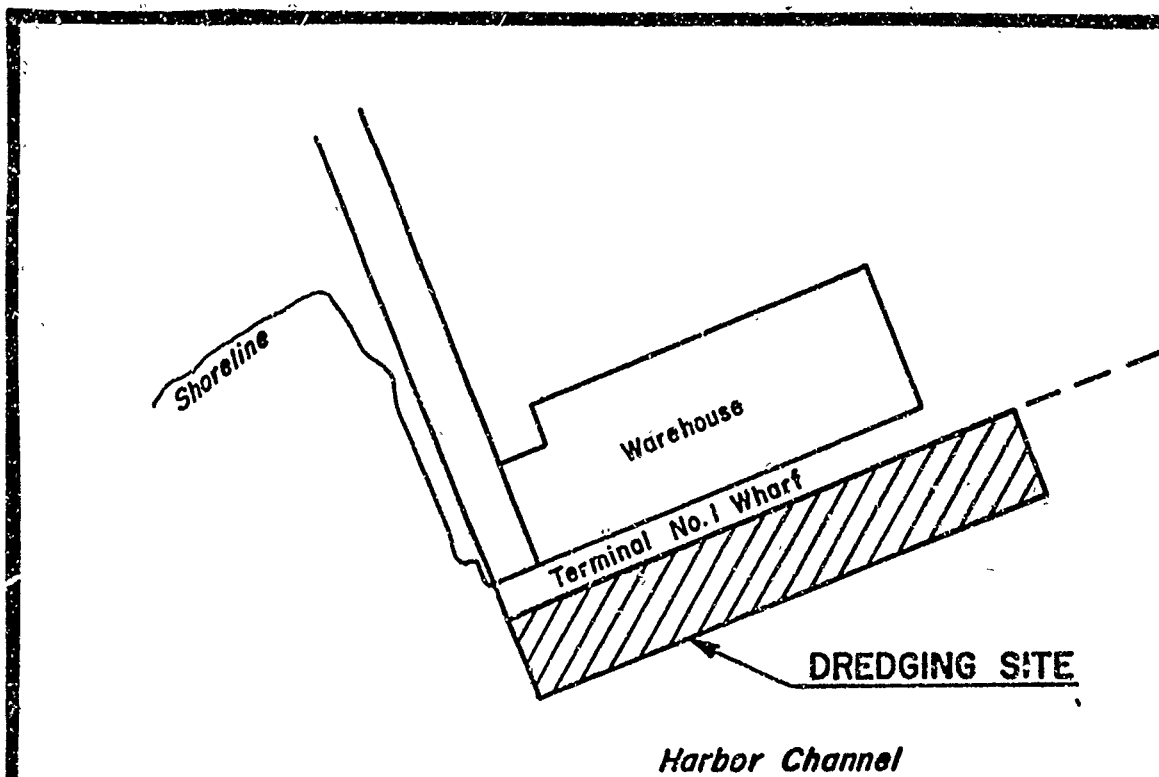 Shoreline
Warehouse
Terminal No. 1 Wharf
DREDGING SITE
Harbor Channel